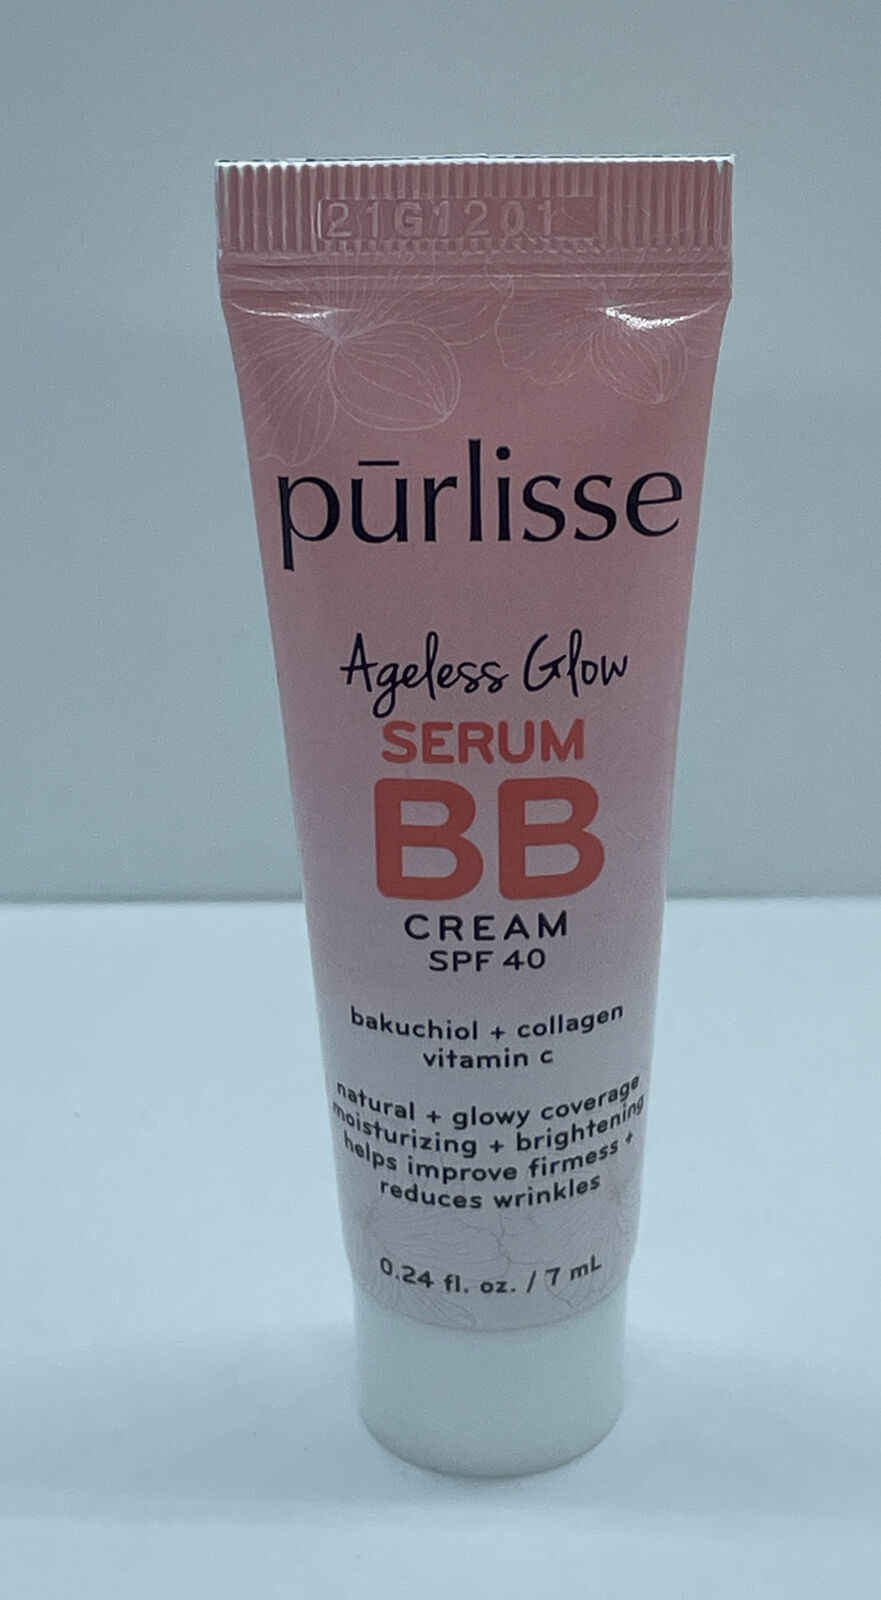 21G1201
pūrlisse
Ageless Glow
SERUM
BB
CREAM
SPF 40
bakuchiol + collagen
vitamin c
natural + glowy coverage
moisturizing + brightening
helps improve firmess +
reduces wrinkles
0.24 fl. oz. / 7 mL